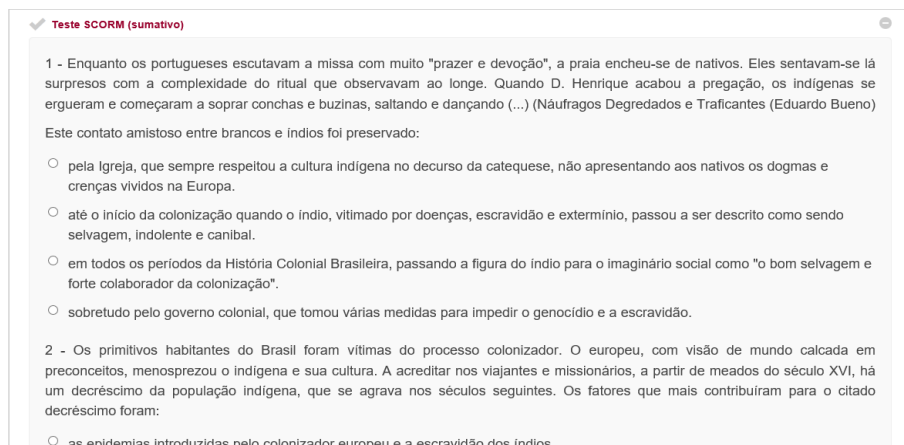 Teste SCORM (sumativo)
1 - Enquanto os portugueses escutavam a missa com muito "prazer e devoção", a praia encheu-se de nativos. Eles sentavam-se lá
surpresos com a complexidade do ritual que observavam ao longe. Quando D. Henrique acabou a pregação, os indígenas se
ergueram e começaram a soprar conchas e buzinas, saltando e dançando (...) (Náufragos Degredados e Traficantes (Eduardo Bueno)
Este contato amistoso entre brancos e índios foi preservado:
pela Igreja, que sempre respeitou a cultura indígena no decurso da catequese, não apresentando aos nativos os dogmas e
crenças vividos na Europa.
até o início da colonização quando o índio, vitimado por doenças, escravidão e extermínio, passou a ser descrito como sendo
selvagem, indolente e canibal.
em todos os períodos da História Colonial Brasileira, passando a figura do índio para o imaginário social como "o bom selvagem e
forte colaborador da colonização".
sobretudo pelo governo colonial, que tomou várias medidas para impedir o genocídio e a escravidão.
2 - Os primitivos habitantes do Brasil foram vítimas do processo colonizador. O europeu, com visão de mundo calcada em
preconceitos, menosprezou o indígena e sua cultura. A acreditar nos viajantes e missionários, a partir de meados do século XVI, há
um decréscimo da população indígena, que se agrava nos séculos seguintes. Os fatores que mais contribuíram para o citado
decréscimo foram:
as epidemias introduzidas pelo colonizador europeu e a escravidão dos índios.